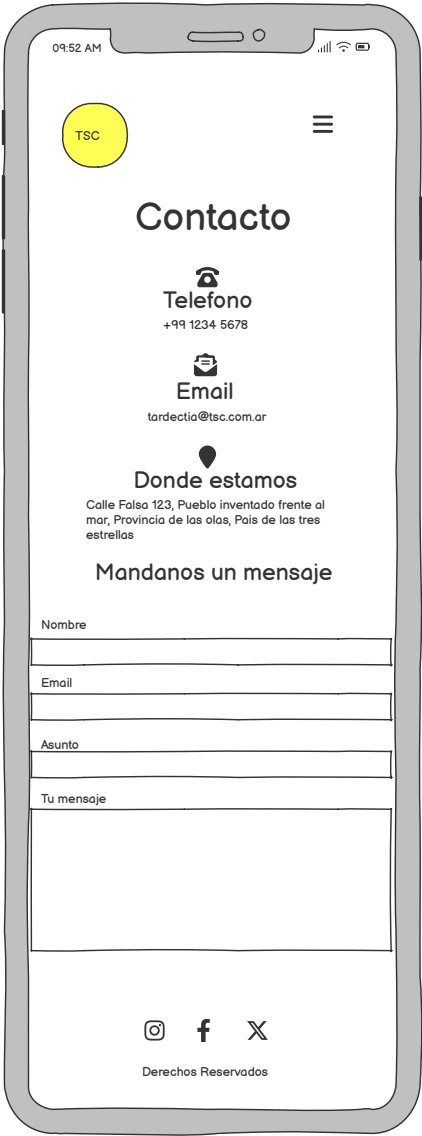 09:52 AM
TSC
Contacto
Telefono
+99 1234 5678
Email
tardectia@tsc.com.ar
Donde estamos
Calle Falsa 123, Pueblo inventado frente al
mar, Provincia de las olas, Pais de las tres
estrellas
Mandanos un mensaje
Nombre
Email
Asunto
Tu mensaje
Derechos Reservados